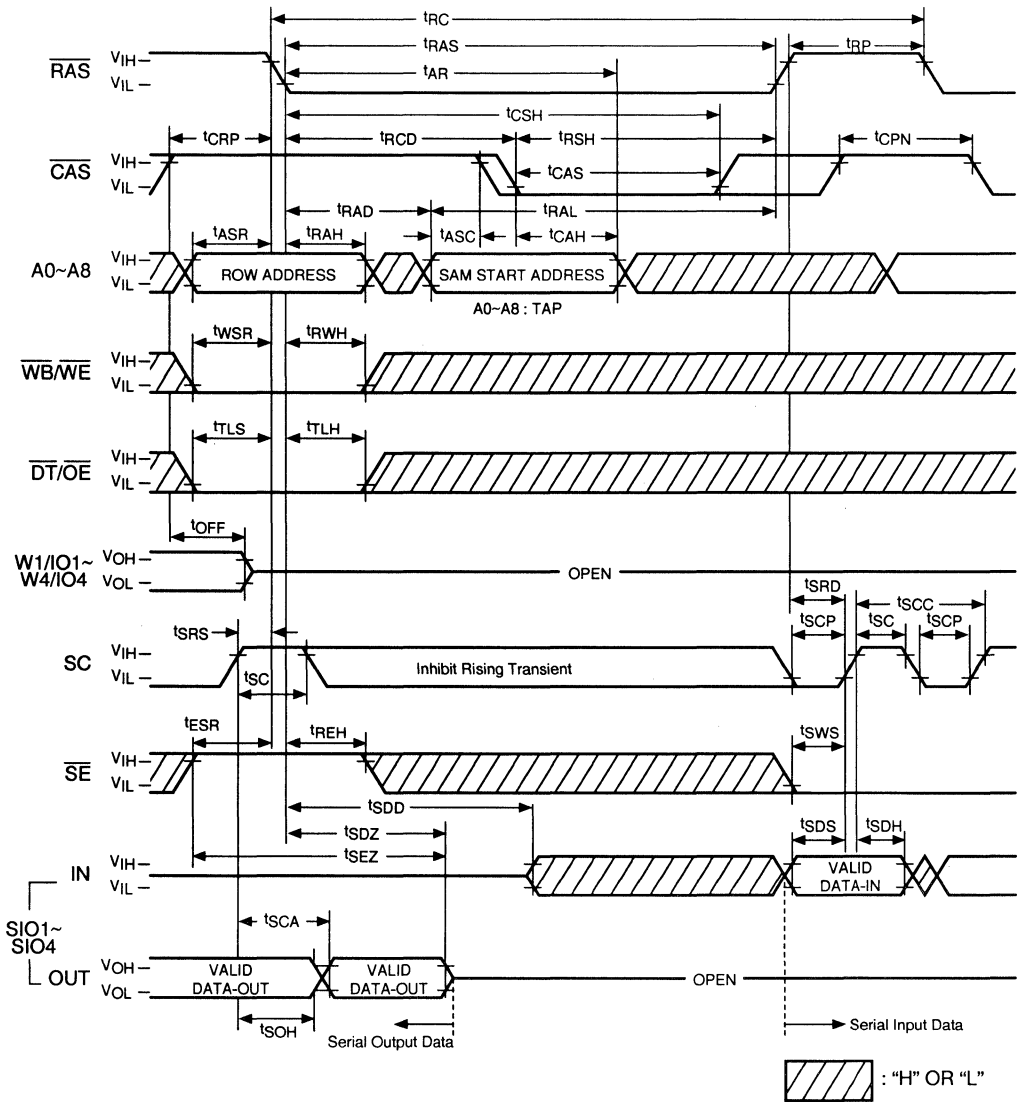 tRC
tRAS
tRP
RAS
VIH
VIL
tAR
tCSH
tCRP
tRCD
tRSH
tCPN
CAS
VIH
VIL
tCAS
tRAD
tRAL
tASR
tRAH
tASC
tCAH
A0~A8
VIH
VIL
ROW ADDRESS
SAM START ADDRESS
A0~A8 : TAP
tWSR
tRWH
WB/WE
VIH
VIL
tTLS
tTLH
DT/OE
VIH
VIL
tOFF
W1/IO1~
W4/IO4
VOH
VOL
OPEN
tSRD
tSCC
tSRS
tSCP
tSC
tSCP
SC
VIH
VIL
Inhibit Rising Transient
tSC
tESR
tREH
tSWS
SE
VIH
VIL
tSDD
tSDZ
tSEZ
tSDS
tSDH
IN
VIH
VIL
VALID
DATA-IN
SIO1~
SIO4
tSCA
OUT
VOH
VOL
VALID
DATA-OUT
VALID
DATA-OUT
OPEN
tSOH
Serial Output Data
Serial Input Data
: “H” OR “L”